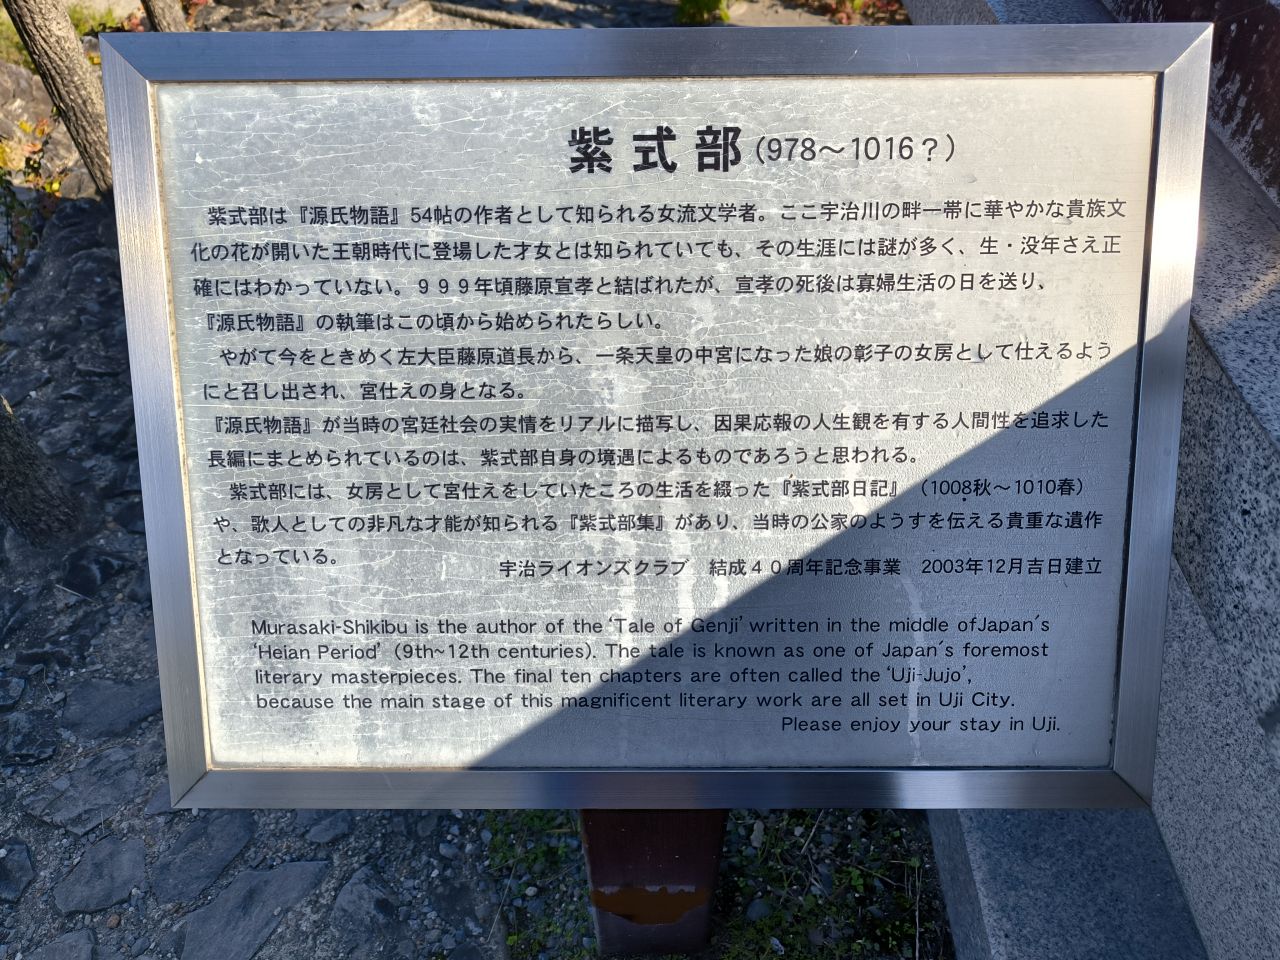 紫式部(978～1016？)
紫式部は『源氏物語』54帖の作者として知られる女流文学者。ここ宇治川の畔一帯に華やかな貴族文
化の花が開いた王朝時代に登場した才女とは知られていても、その生涯には謎が多く、生・没年さえ正
確にはわかっていない。９９９年頃藤原宣孝と結ばれたが、宣孝の死後は寡婦生活の日を送り、
『源氏物語』の執筆はこの頃から始められたらしい。
やがて今をときめく左大臣藤原道長から、一条天皇の中宮になった娘の彰子の女房として仕えるよう
にと召し出され、宮仕えの身となる。
『源氏物語』が当時の宮廷社会の実情をリアルに描写し、因果応報の人生観を有する人間性を追求した
長編にまとめられているのは、紫式部自身の境遇によるものであろうと思われる。
紫式部には、女房として宮仕えをしていたころの生活を綴った『紫式部日記』（1008秋～1010春）
や、歌人としての非凡な才能が知られる『紫式部集』があり、当時の公家のようすを伝える貴重な遺作
となっている。
宇治ライオンズクラブ　結成４０周年記念事業　2003年12月吉日建立
Murasaki-Shikibu is the author of the 'Tale of Genji' written in the middle of Japan's
'Heian Period' (9th~12th centuries). The tale is known as one of Japan's foremost
literary masterpieces. The final ten chapters are often called the 'Uji-Jujo',
because the main stage of this magnificent literary work are all set in Uji City.
Please enjoy your stay in Uji.